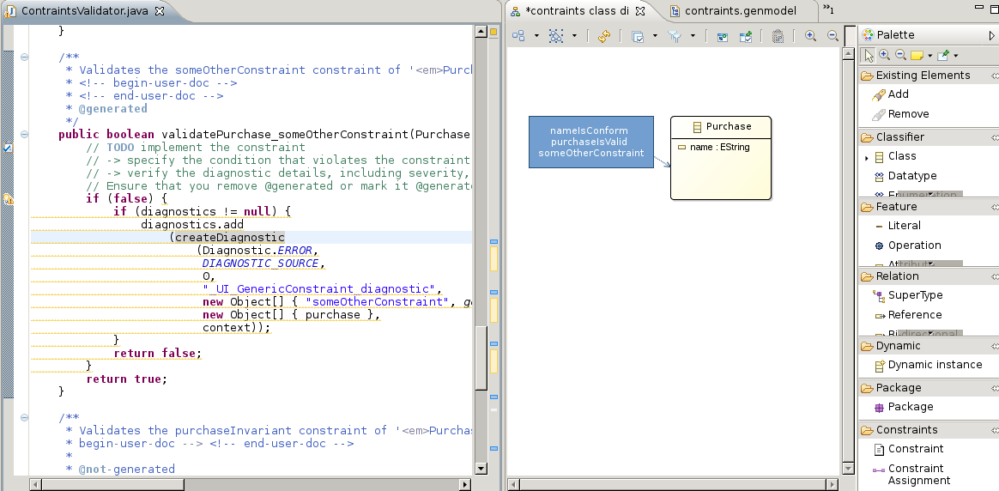 ContraintsValidator.java
}
/**
* Validates the someOtherConstraint constraint of '<em>Purc
* <!-- begin-user-doc -->
* <!-- end-user-doc -->
* @generated
*/
public boolean validatePurchase_someOtherConstraint(Purchase
// TODO implement the constraint
// -> specify the condition that violates the constraint
// -> verify the diagnostic details, including severity,
// Ensure that you remove @generated or mark it @generate
if (false) {
if (diagnostics != null) {
diagnostics.add
(createDiagnostic
(Diagnostic.ERROR,
DIAGNOSTIC_SOURCE,
0,
"_UI_GenericConstraint_diagnostic",
new Object[] { "someOtherConstraint", ge
new Object[] { purchase },
context));
}
return false;
}
return true;
}
/**
* Validates the purchaseInvariant constraint of '<em>Purchas
* begin-user-doc --> <!-- end-user-doc -->
*
* @not-generated
*contraints class di
contraints.genmodel
»1
nameIsConform
purchaseIsValid
someOtherConstraint
Purchase
name : EString
Palette
Existing Elements
Add
Remove
Classifier
Class
Datatype
Enumeration
Feature
Literal
Operation
Attribute
Relation
SuperType
Reference
Bi-directional
Dynamic
Dynamic instance
Package
Package
Constraints
Constraint
Constraint
Assignment